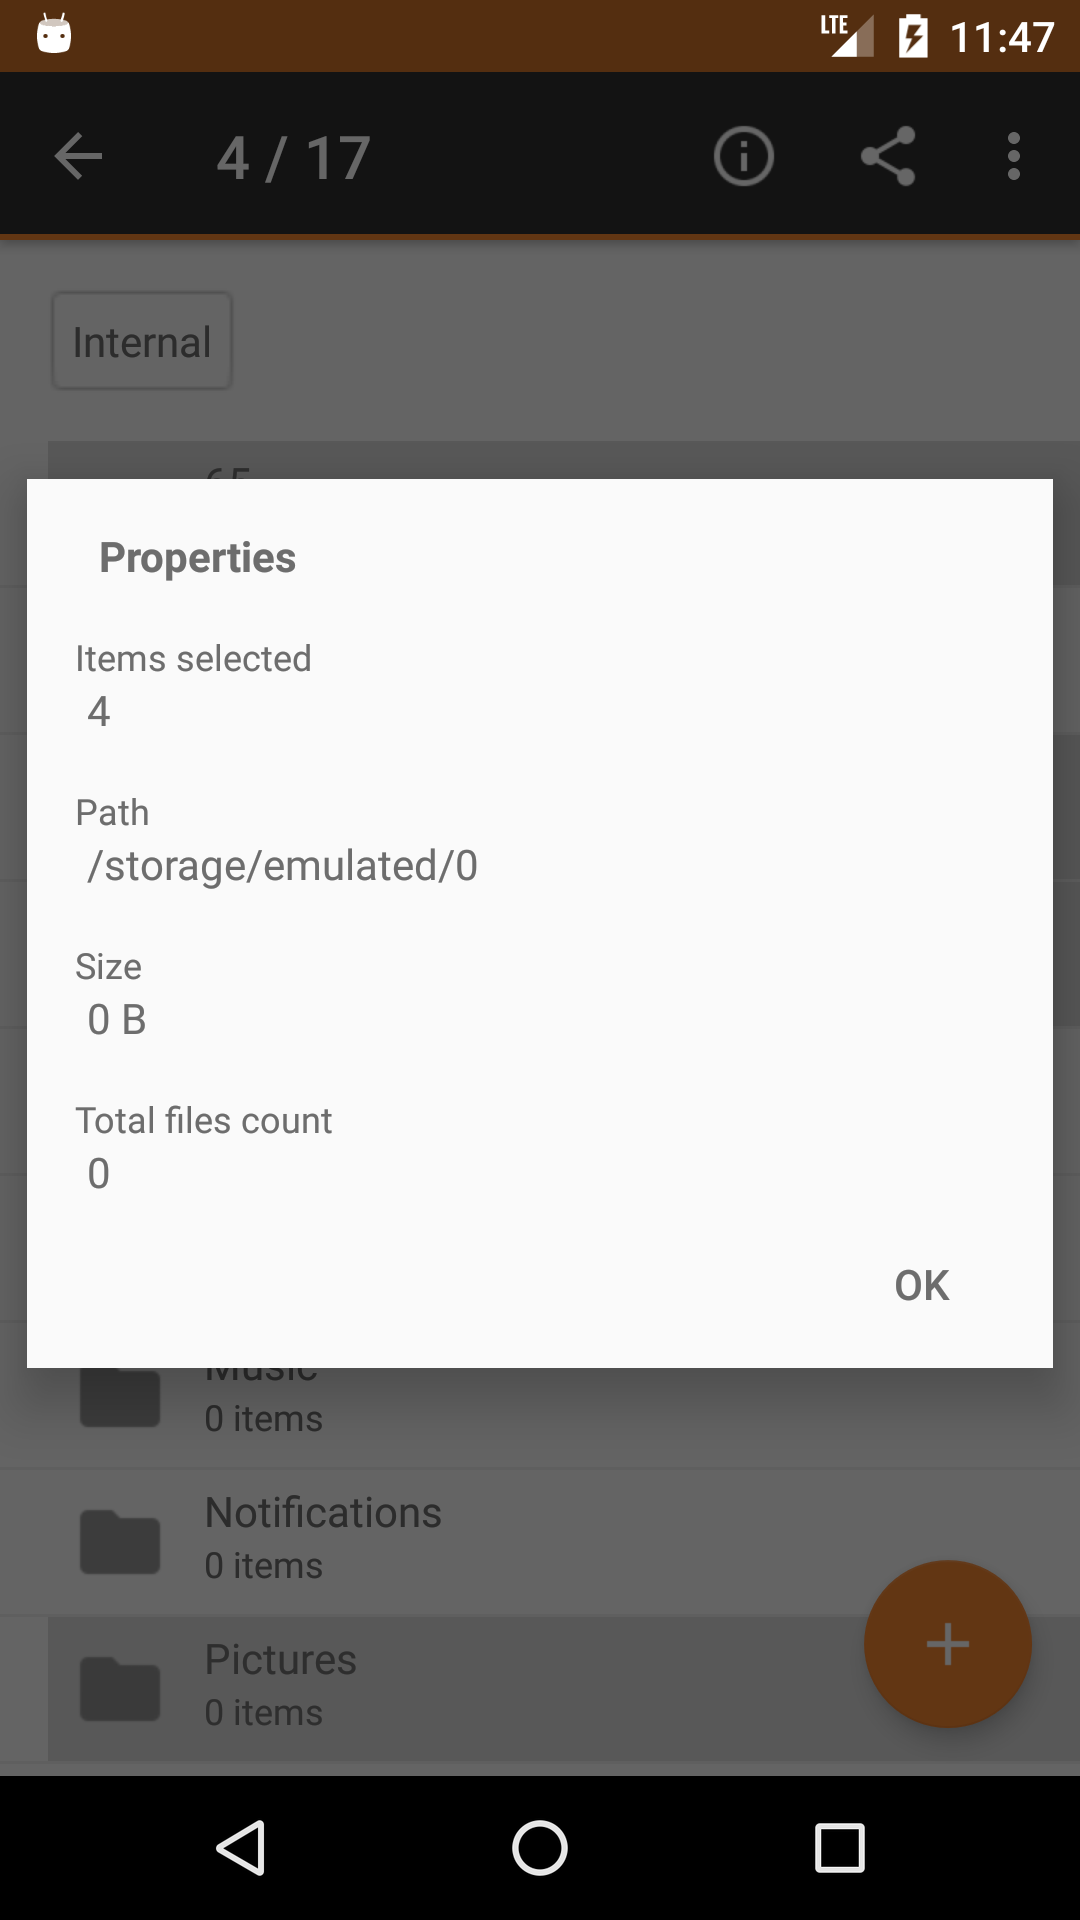 LTE 11:47
4 / 17
Internal
65
Properties
Items selected
4
Path
/storage/emulated/0
Size
0 B
Total files count
0
OK
Music
0 items
Notifications
0 items
Pictures
0 items